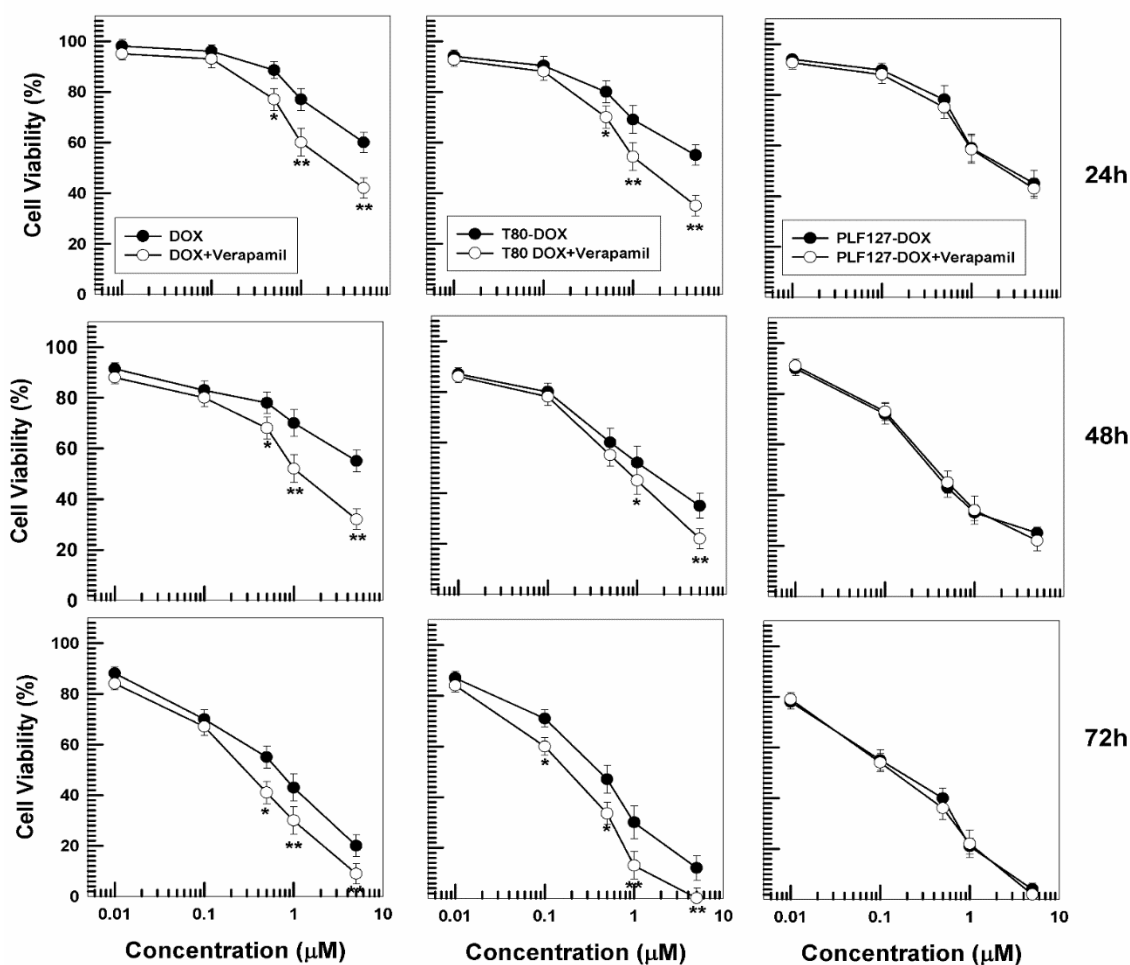 100
80
Cell Viability (%)
60
40
20
0
DOX
DOX+Verapamil
*
**
**
T80-DOX
T80 DOX+Verapamil
*
**
**
PLF127-DOX
PLF127-DOX+Verapamil
24h
100
80
Cell Viability (%)
60
40
20
0
*
**
**
*
**
48h
100
80
Cell Viability (%)
60
40
20
0
*
**
**
*
*
**
**
72h
0.01 0.1 1 10
0.01 0.1 1 10
0.01 0.1 1 10
Concentration (µM)
Concentration (µM)
Concentration (µM)